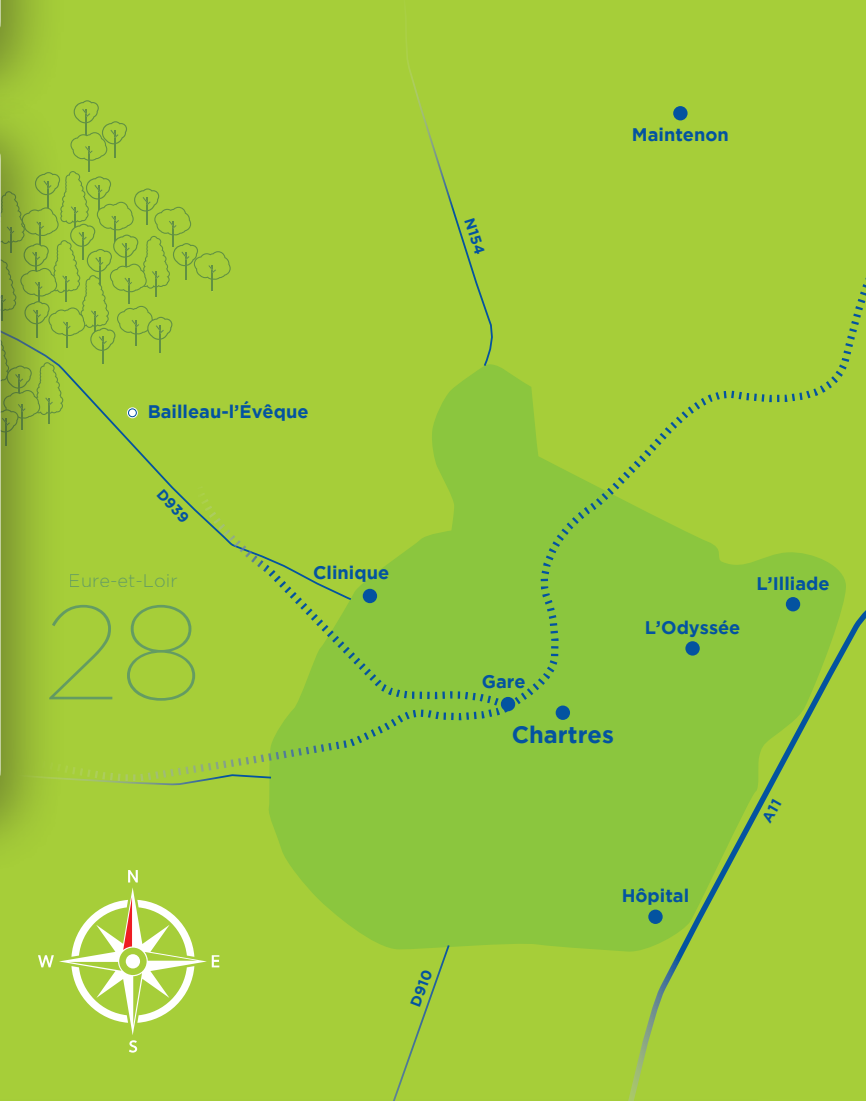 Maintenon
N154
Bailleau-l'Évêque
D939
Clinique
Eure-et-Loir
28
L'Illiade
L'Odyssée
Gare
Chartres
A11
Hôpital
N
W
E
S
D910